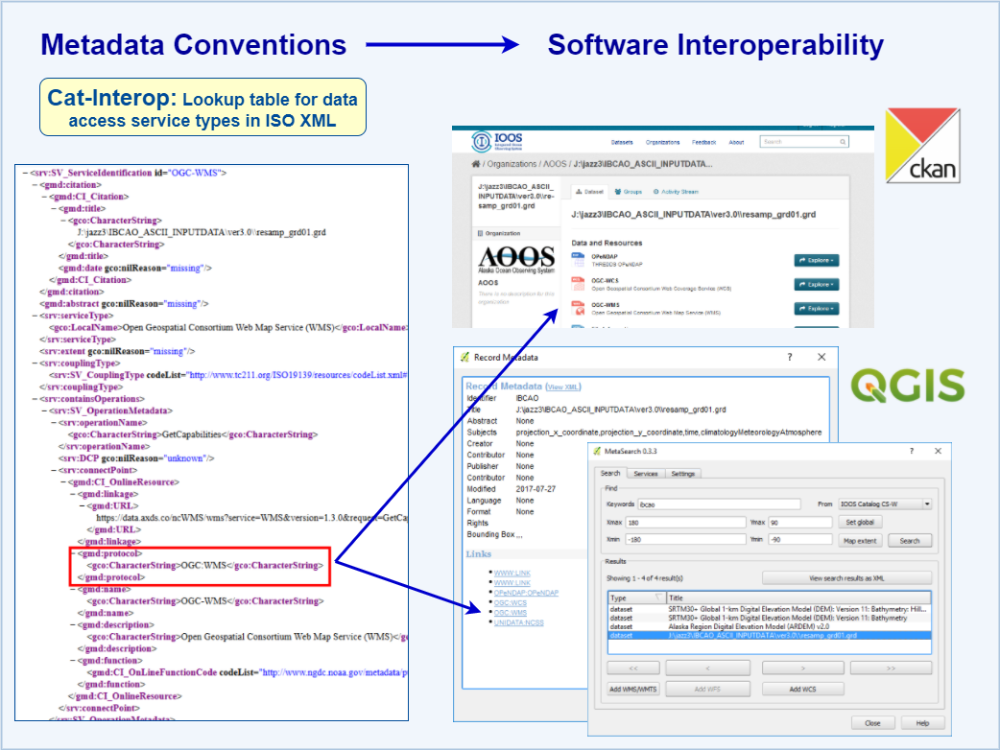 Metadata Conventions
Software Interoperability
Cat-Interop: Lookup table for data
access service types in ISO XML
− <srv:SV_ServiceIdentification id="OGC-WMS">
− <gmd:citation>
− <gmd:CI_Citation>
− <gmd:title>
− <gco:CharacterString>
J:\jazz3\IBCAO_ASCII_INPUTDATA\ver3.0\\resamp_grd01.grd
</gco:CharacterString>
</gmd:title>
<gmd:date gco:nilReason="missing"/>
</gmd:CI_Citation>
</gmd:citation>
<gmd:abstract gco:nilReason="missing"/>
− <srv:serviceType>
<gco:LocalName>Open Geospatial Consortium Web Map Service (WMS)</gco:LocalName>
</srv:serviceType>
<srv:extent gco:nilReason="missing"/>
− <srv:couplingType>
<srv:SV_CouplingType codeList="http://www.tc211.org/ISO19139/resources/codeList.xml#
</srv:couplingType>
− <srv:containsOperations>
− <srv:SV_OperationMetadata>
− <srv:operationName>
<gco:CharacterString>GetCapabilities</gco:CharacterString>
</srv:operationName>
<srv:DCP gco:nilReason="unknown"/>
− <srv:connectPoint>
− <gmd:CI_OnlineResource>
− <gmd:linkage>
− <gmd:URL>
https://data.axds.co/ncWMS/wms?service=WMS&version=1.3.0&request=GetCap
</gmd:URL>
</gmd:linkage>
− <gmd:protocol>
<gco:CharacterString>OGC:WMS</gco:CharacterString>
</gmd:protocol>
− <gmd:name>
<gco:CharacterString>OGC-WMS</gco:CharacterString>
</gmd:name>
− <gmd:description>
<gco:CharacterString>Open Geospatial Consortium Web Map Service (WMS)</gc
</gmd:description>
− <gmd:function>
<gmd:CI_OnLineFunctionCode codeList="http://www.ngdc.noaa.gov/metadata/p
</gmd:function>
</gmd:CI_OnlineResource>
</srv:connectPoint>
</srv:SV_OperationMetadata>
IOOS
Datasets Organizations Feedback About Search
/ Organizations / AOOS / J:\jazz3\IBCAO_ASCII_INPUTDATA...
J:\jazz3\IBCAO_ASCII_
INPUTDATA\ver3.0\\re-
samp_grd01.grd
Organization
AOOS
Alaska Ocean Observing System
AOOS
There is no description for this
organization
Dataset Groups Activity Stream
J:\jazz3\IBCAO_ASCII_INPUTDATA\ver3.0\\resamp_grd01.grd
Data and Resources
OPeNDAP
THREDDS OPeNDAP
Explore
OGC-WCS
Open Geospatial Consortium Web Coverage Service (WCS)
Explore
OGC-WMS
Open Geospatial Consortium Web Map Service (WMS)
Explore
ckan
Record Metadata ? ×
Record Metadata (View XML)
Identifier IBCAO
Title J:\jazz3\IBCAO_ASCII_INPUTDATA\ver3.0\\resamp_grd01.grd
Abstract None
Subjects projection_x_coordinate,projection_y_coordinate,time,climatologyMeteorologyAtmosphere
Creator None
Contributor None
Publisher None
Contributor None
Modified 2017-07-27
Language None
Format None
Rights
Bounding Box ,,,
Links
WWW:LINK
WWW:LINK
OPeNDAP:OPeNDAP
OGC:WCS
OGC:WMS
UNIDATA:NCSS
QGIS
MetaSearch 0.3.3 ? ×
Search Services Settings
Find
Keywords ibcao From IOOS Catalog CS-W
Xmax 180 Ymax 90 Set global
Xmin -180 Ymin -90 Map extent Search
Results
Showing 1 - 4 of 4 result(s) View search results as XML
Type Title
dataset SRTM30+ Global 1-km Digital Elevation Model (DEM): Version 11: Bathymetry: Hill...
dataset SRTM30+ Global 1-km Digital Elevation Model (DEM): Version 11: Bathymetry
dataset Alaska Region Digital Elevation Model (ARDEM) v2.0
dataset J:\jazz3\IBCAO_ASCII_INPUTDATA\ver3.0\\resamp_grd01.grd
<< < > >>
Add WMS/WMTS Add WFS Add WCS
Close Help